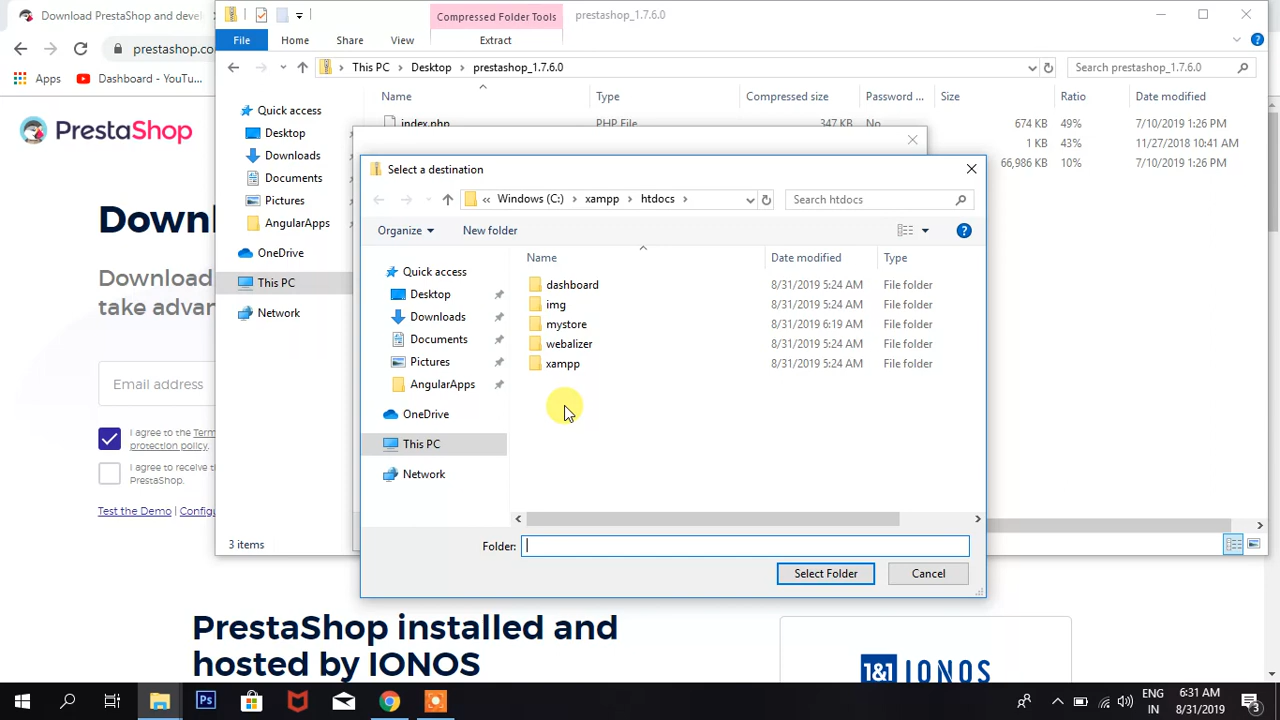 Download PrestaShop and deve
Compressed Folder Tools
prestashop_1.7.6.0
File
Home
Share
View
Extract
prestashop.co
This PC
Desktop
prestashop_1.7.6.0
Search prestashop_1.7.6.0
Apps
Dashboard - YouTu...
Name
Type
Compressed size
Password ...
Size
Ratio
Date modified
Quick access
Desktop
Downloads
Documents
Pictures
AngularApps
OneDrive
This PC
Network
index.php
PHP File
347 KB
No
674 KB
49%
7/10/2019 1:26 PM
1 KB
43%
11/27/2018 10:41 AM
66,986 KB
10%
7/10/2019 1:26 PM
PrestaShop
Select a destination
«
Windows (C:)
xampp
htdocs
Search htdocs
Organize
New folder
Name
Date modified
Type
Quick access
Desktop
Downloads
Documents
Pictures
AngularApps
OneDrive
This PC
Network
dashboard
8/31/2019 5:24 AM
File folder
img
8/31/2019 5:24 AM
File folder
mystore
8/31/2019 6:19 AM
File folder
webalizer
8/31/2019 5:24 AM
File folder
xampp
8/31/2019 5:24 AM
File folder
Folder:
Select Folder
Cancel
Downl
Download
take advan
Email address
I agree to the Term
protection policy.
I agree to receive th
PrestaShop.
Test the Demo | Config
3 items
PrestaShop installed and
hosted by IONOS
1&1 IONOS
Ps
ENG
IN
6:31 AM
8/31/2019
3